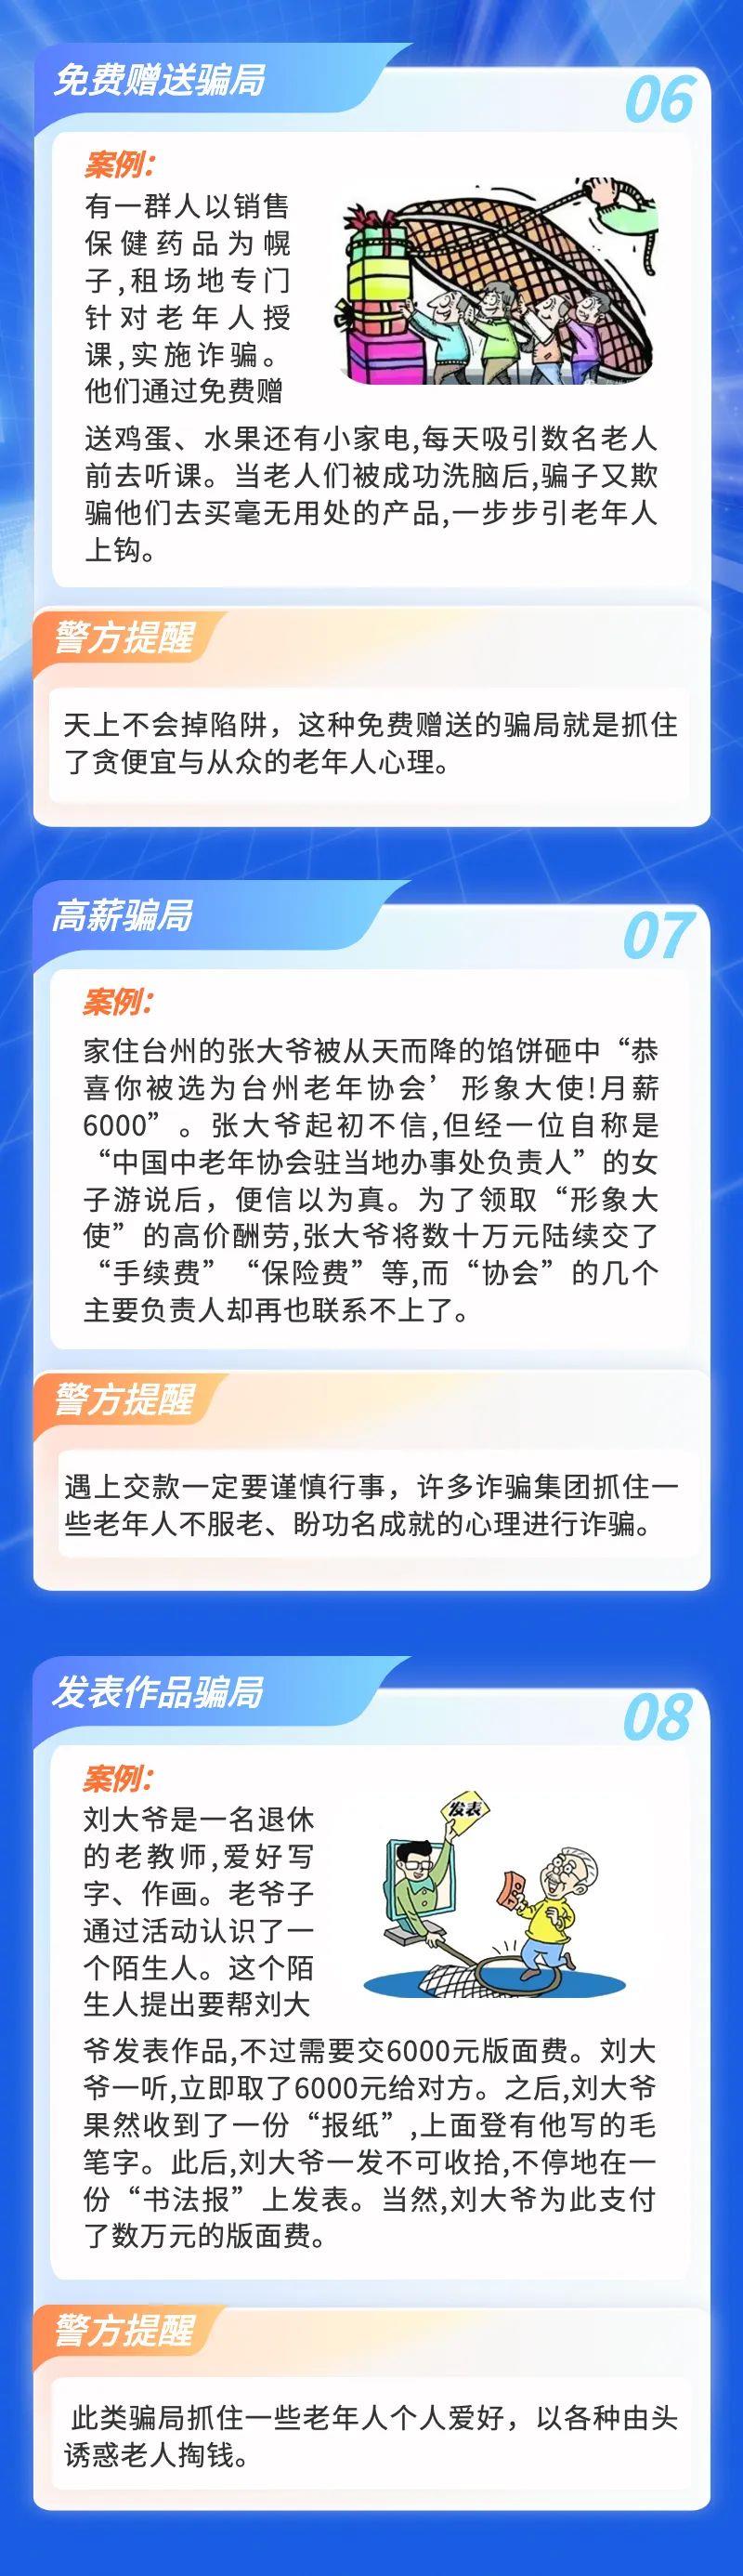 免费赠送骗局
06
案例：
有一群人以销售
保健药品为幌
子,租场地专门
针对老年人授
课,实施诈骗。
他们通过免费赠
送鸡蛋、水果还有小家电,每天吸引数名老人
前去听课。当老人们被成功洗脑后,骗子又欺
骗他们去买毫无用处的产品,一步步引老年人
上钩。
警方提醒
天上不会掉陷阱，这种免费赠送的骗局就是抓住
了贪便宜与从众的老年人心理。
高薪骗局
07
案例：
家住台州的张大爷被从天而降的馅饼砸中“恭
喜你被选为台州老年协会’形象大使!月薪
6000”。张大爷起初不信,但经一位自称是
“中国中老年协会驻当地办事处负责人”的女
子游说后，便信以为真。为了领取“形象大
使”的高价酬劳,张大爷将数十万元陆续交了
“手续费”“保险费”等,而“协会”的几个
主要负责人却再也联系不上了。
警方提醒
遇上交款一定要谨慎行事，许多诈骗集团抓住一
些老年人不服老、盼功名成就的心理进行诈骗。
发表作品骗局
08
案例：
发表
刘大爷是一名退休
的老教师,爱好写
字、作画。老爷子
通过活动认识了一
个陌生人。这个陌
生人提出要帮刘大
爷发表作品,不过需要交6000元版面费。刘大
爷一听,立即取了6000元给对方。之后,刘大爷
果然收到了一份“报纸”,上面登有他写的毛
笔字。此后,刘大爷一发不可收拾,不停地在一
份“书法报”上发表。当然,刘大爷为此支付
了数万元的版面费。
警方提醒
此类骗局抓住一些老年人个人爱好，以各种由头
诱惑老人掏钱。